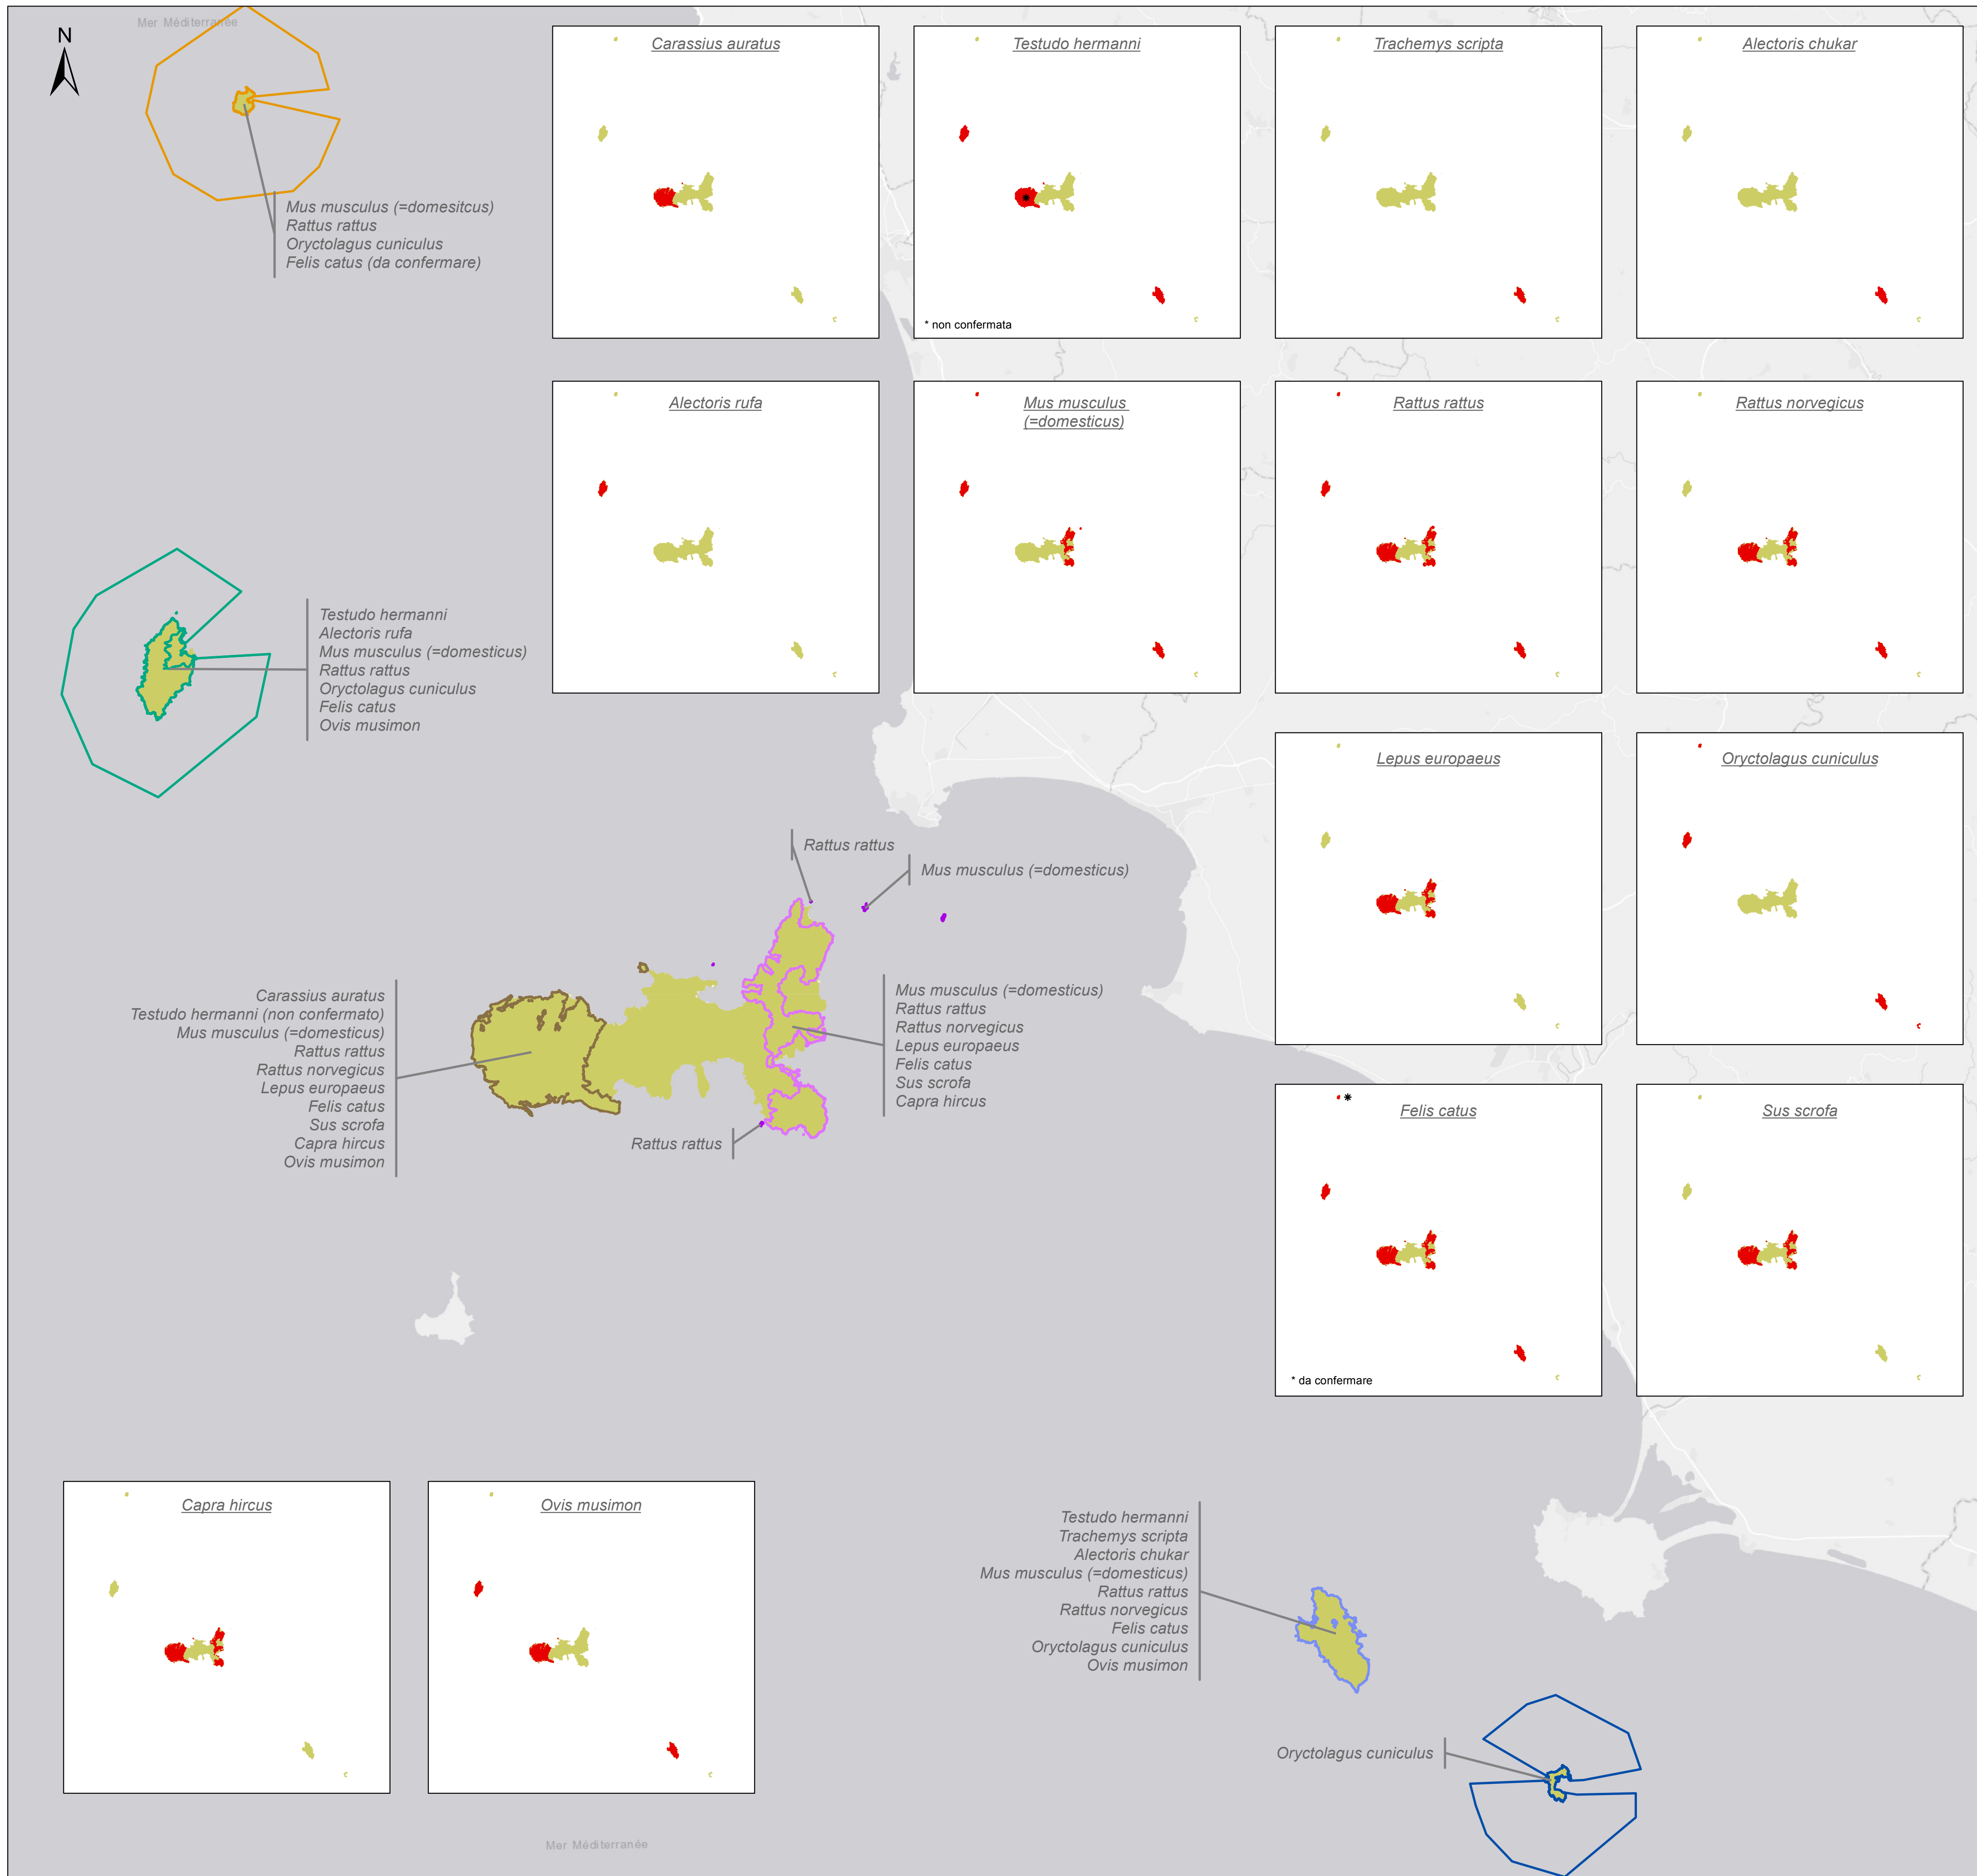 Mer Méditerranée
N
Carassius auratus
Testudo hermanni
* non confermata
Trachemys scripta
Alectoris chukar
Mus musculus (=domesitcus)
Rattus rattus
Oryctolagus cuniculus
Felis catus (da confermare)
Alectoris rufa
Mus musculus
(=domesticus)
Rattus rattus
Rattus norvegicus
Testudo hermanni
Alectoris rufa
Mus musculus (=domesticus)
Rattus rattus
Oryctolagus cuniculus
Felis catus
Ovis musimon
Lepus europaeus
Oryctolagus cuniculus
Rattus rattus
Mus musculus (=domesticus)
Carassius auratus
Testudo hermanni (non confermato)
Mus musculus (=domesticus)
Rattus rattus
Rattus norvegicus
Lepus europaeus
Felis catus
Sus scrofa
Capra hircus
Ovis musimon
Mus musculus (=domesticus)
Rattus rattus
Rattus norvegicus
Lepus europaeus
Felis catus
Sus scrofa
Capra hircus
Rattus rattus
Felis catus
*
* da confermare
Sus scrofa
Capra hircus
Ovis musimon
Testudo hermanni
Trachemys scripta
Alectoris chukar
Mus musculus (=domesticus)
Rattus rattus
Rattus norvegicus
Felis catus
Oryctolagus cuniculus
Ovis musimon
Oryctolagus cuniculus
Mer Méditerranée